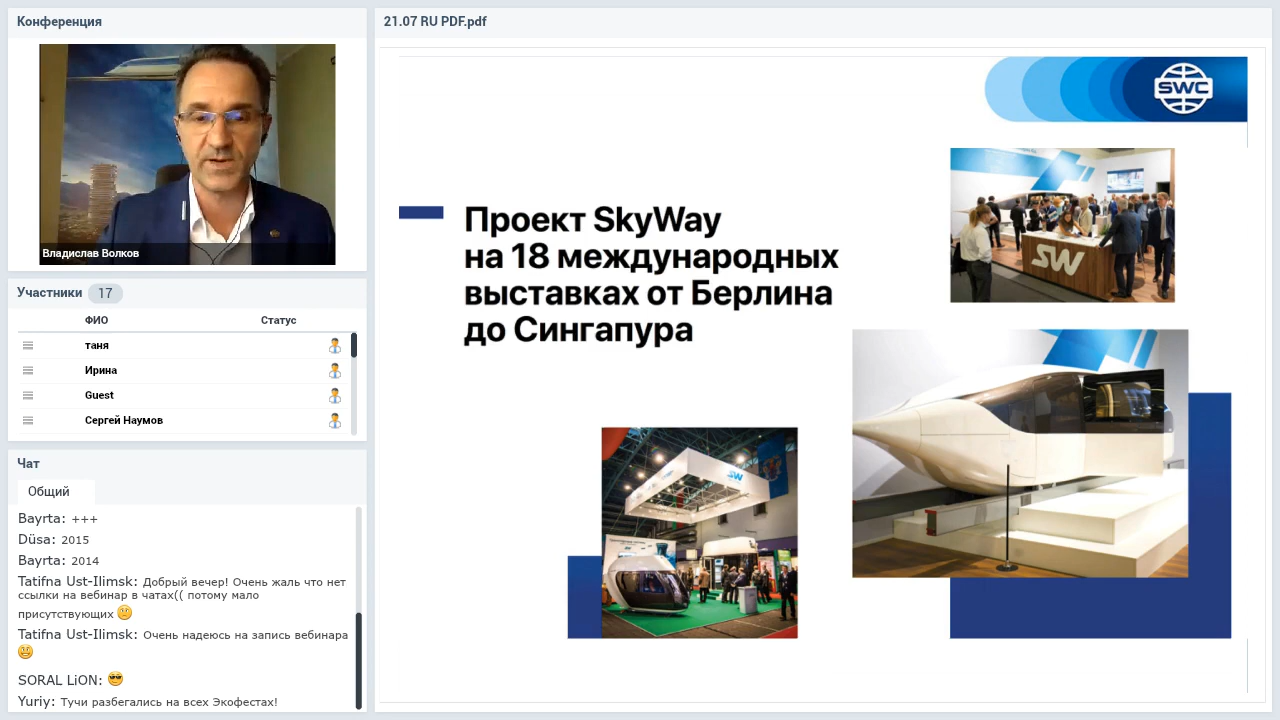 Конференция
Владислав Волков
Участники 17
ФИО Статус
таня
Ирина
Guest
Сергей Наумов
Чат
Общий
Bayrta: +++
Düsa: 2015
Bayrta: 2014
Tatifna Ust-Ilimsk: Добрый вечер! Очень жаль что нет
ссылки на вебинар в чатах(( потому мало
присутствующих
Tatifna Ust-Ilimsk: Очень надеюсь на запись вебинара
SORAL LiON:
Yuriy: Тучи разбегались на всех Экофестах!
21.07 RU PDF.pdf
SWC
Проект SkyWay
на 18 международных
выставках от Берлина
до Сингапура
SW
SW